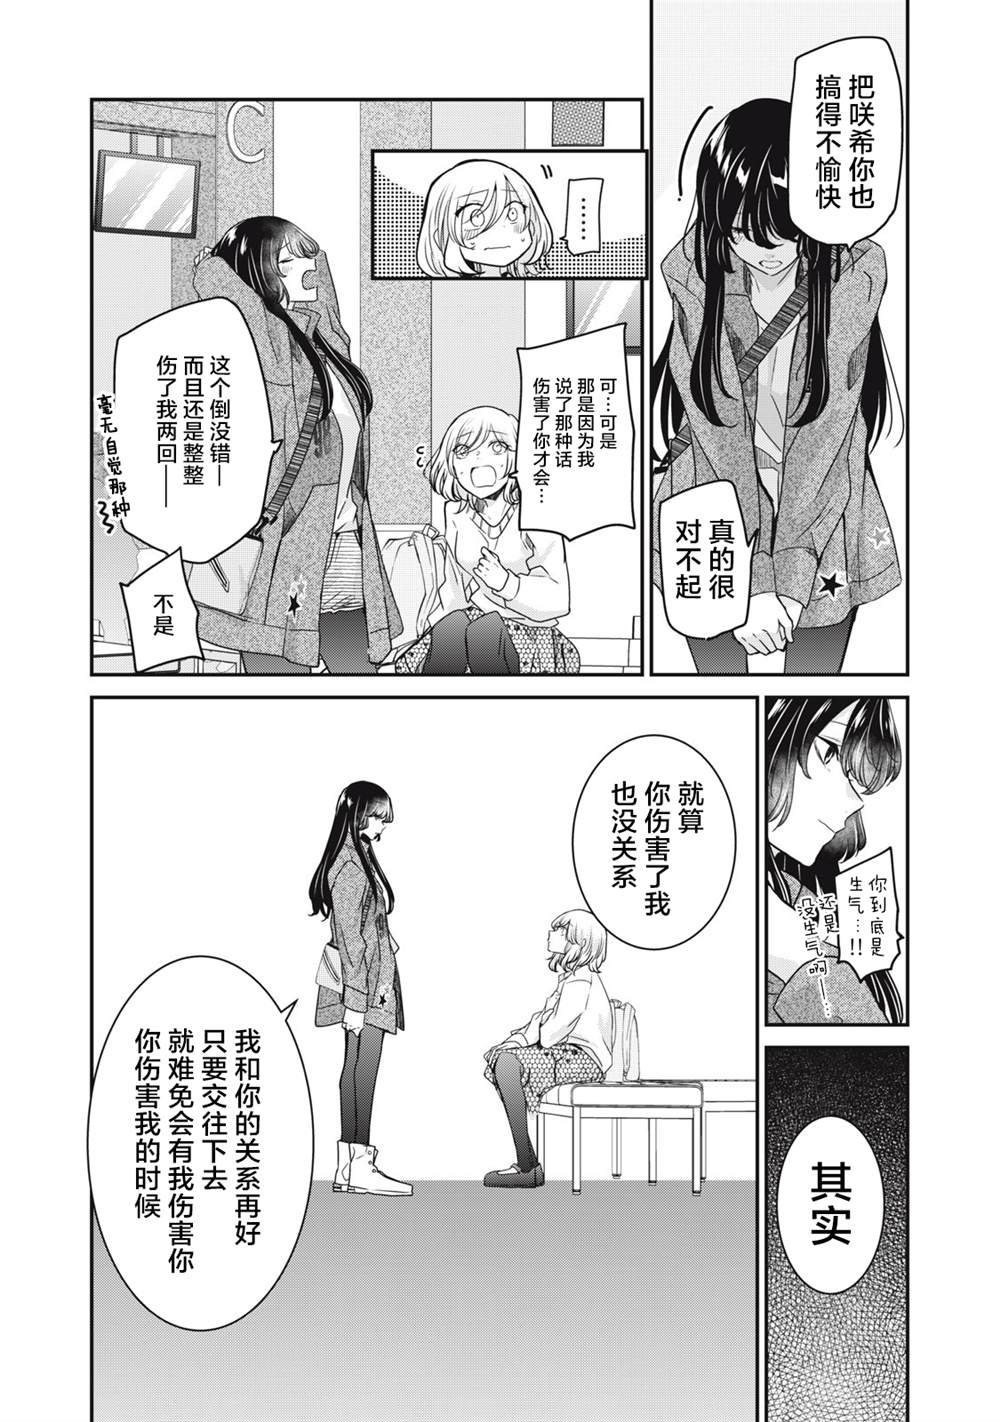 把咲希你也
搞得不愉快
真的很
对不起
……
可…可是
那是因为我
说了那种话
伤害了你才会…
C
这个倒没错—
而且还是整整
伤了我两回—
毫无自觉那种
不是
你到底是
生气…!!
还是
没生气啊—…
其实
就算
你伤害了我
也没关系
我和你的关系再好
只要交往下去
就难免会有我伤害你
你伤害我的时候